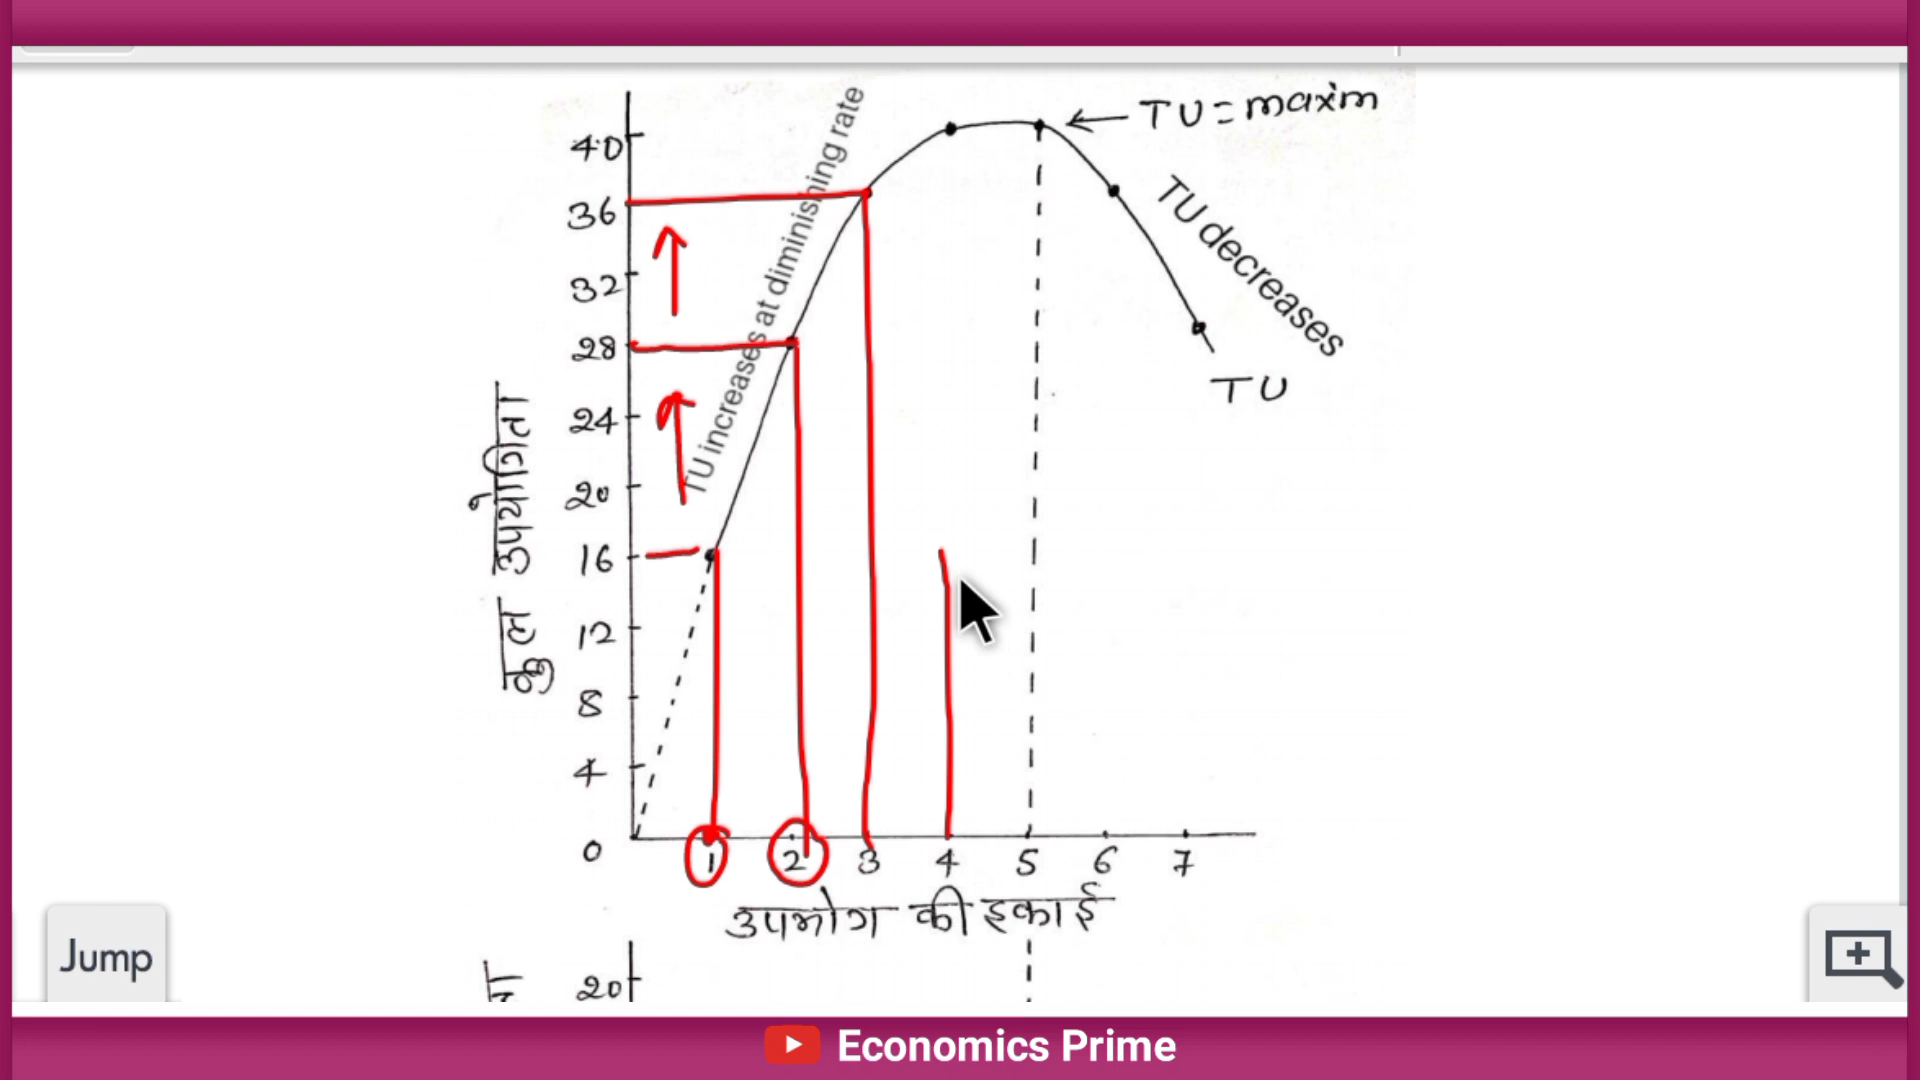 TU = maxim
40
36
32
28
24
20
16
12
8
4
0
TU increases at diminishing rate
TU decreases
TU
कुल उपयोगिता
1 2 3 4 5 6 7
उपभोग की इकाई
20
Jump
Economics Prime